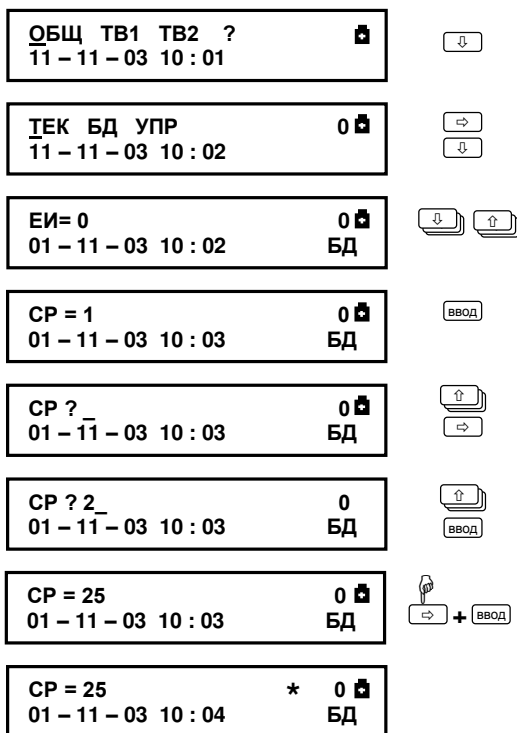 ОБЩ ТВ1 ТВ2 ?
11 – 11 – 03 10 : 01
ТЕК БД УПР 0
11 – 11 – 03 10 : 02
ЕИ= 0 0
01 – 11 – 03 10 : 02 БД
СР = 1 0
01 – 11 – 03 10 : 03 БД
ввод
СР ? _ 0
01 – 11 – 03 10 : 03 БД
СР ? 2_ 0
01 – 11 – 03 10 : 03 БД
ввод
СР = 25 0
01 – 11 – 03 10 : 03 БД
+ ввод
СР = 25 * 0
01 – 11 – 03 10 : 04 БД